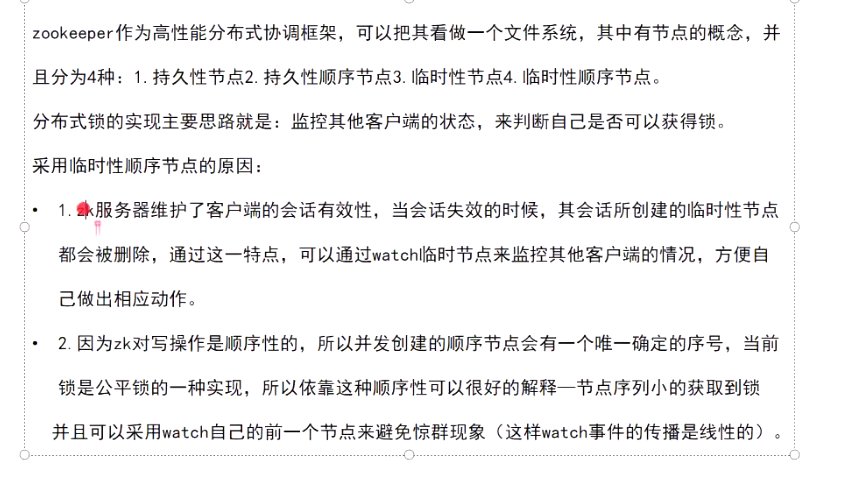 zookeeper作为高性能分布式协调框架，可以把其看做一个文件系统，其中有节点的概念，并
且分为4种：1.持久性节点2.持久性顺序节点3.临时性节点4.临时性顺序节点。
分布式锁的实现主要思路就是：监控其他客户端的状态，来判断自己是否可以获得锁。
采用临时性顺序节点的原因：
• 1.zk服务器维护了客户端的会话有效性，当会话失效的时候，其会话所创建的临时性节点
都会被删除，通过这一特点，可以通过watch临时节点来监控其他客户端的情况，方便自
己做出相应动作。
• 2.因为zk对写操作是顺序性的，所以并发创建的顺序节点会有一个唯一确定的序号，当前
锁是公平锁的一种实现，所以依靠这种顺序性可以很好的解释—节点序列小的获取到锁
并且可以采用watch自己的前一个节点来避免惊群现象（这样watch事件的传播是线性的）。